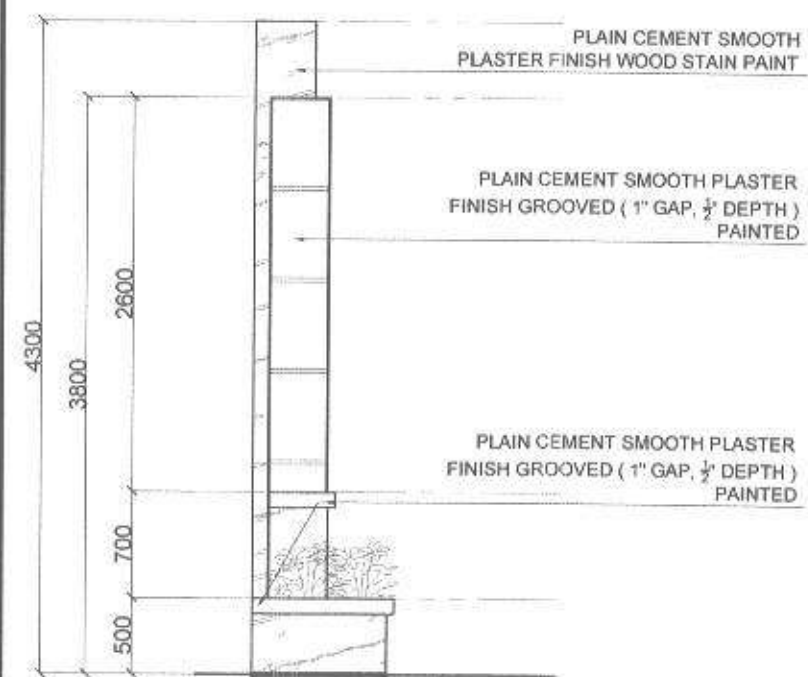 PLAIN CEMENT SMOOTH
PLASTER FINISH WOOD STAIN PAINT
PLAIN CEMENT SMOOTH PLASTER
FINISH GROOVED ( 1" GAP, ½" DEPTH )
PAINTED
2600
4300
3800
PLAIN CEMENT SMOOTH PLASTER
FINISH GROOVED ( 1" GAP, ½" DEPTH )
PAINTED
700
500